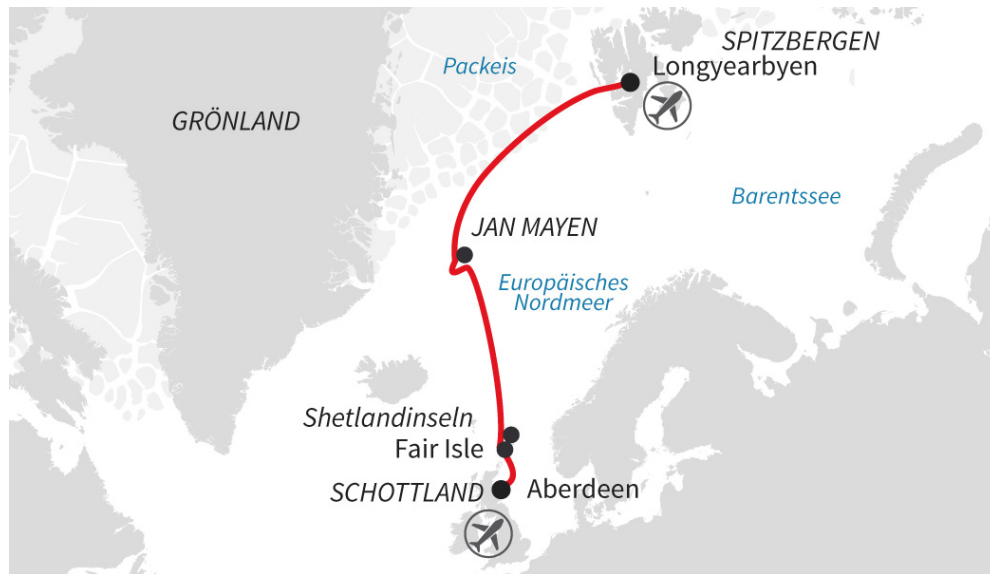 SPITZBERGEN
Longyearbyen
Packeis
GRÖNLAND
Barentssee
JAN MAYEN
Europäisches
Nordmeer
Shetlandinseln
Fair Isle
SCHOTTLAND
Aberdeen